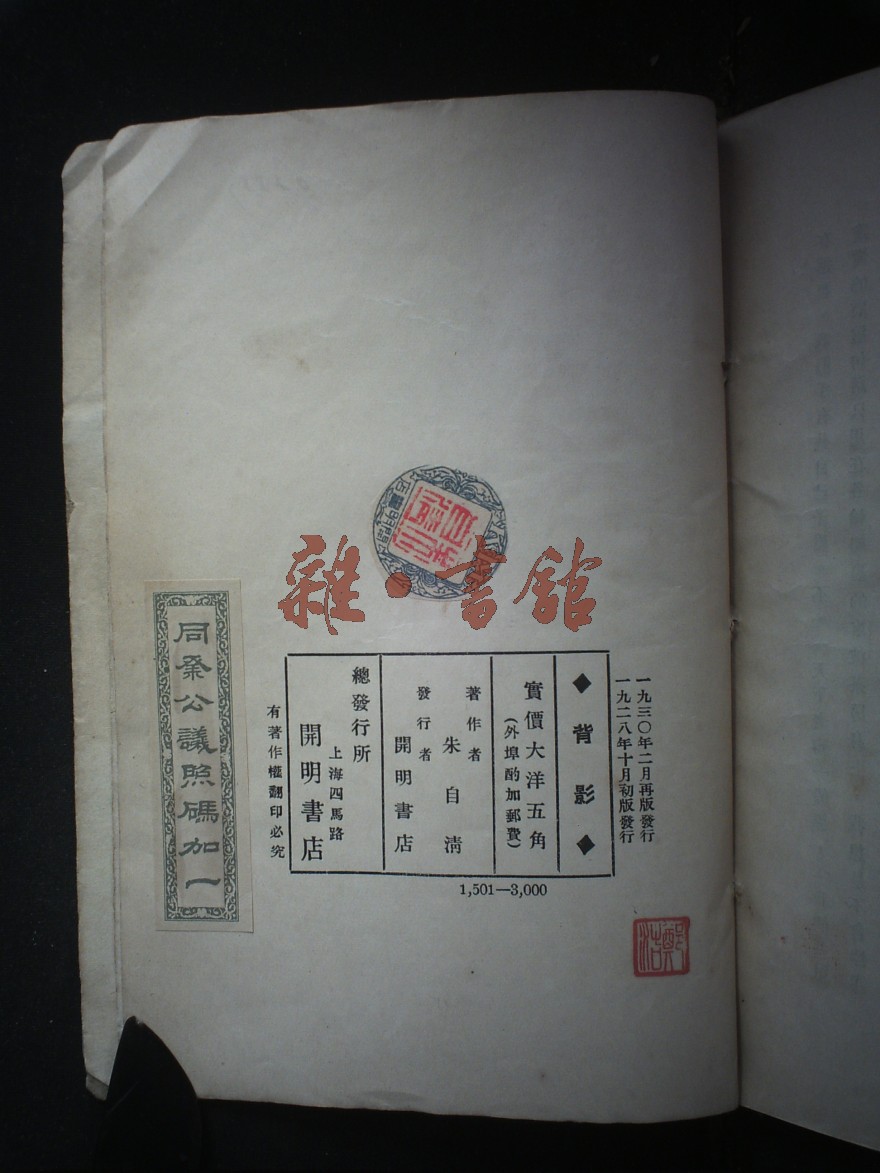 一九三〇年二月再版發行
一九二八年十月初版發行
◆背影◆
實價大洋五角
(外埠酌加郵費)
著作者 朱自清
發行者 開明書店
總發行所
上海四馬路
開明書店
有著作權翻印必究
1,501—3,000
同業公議照碼加一
雜·書館
鄭浩